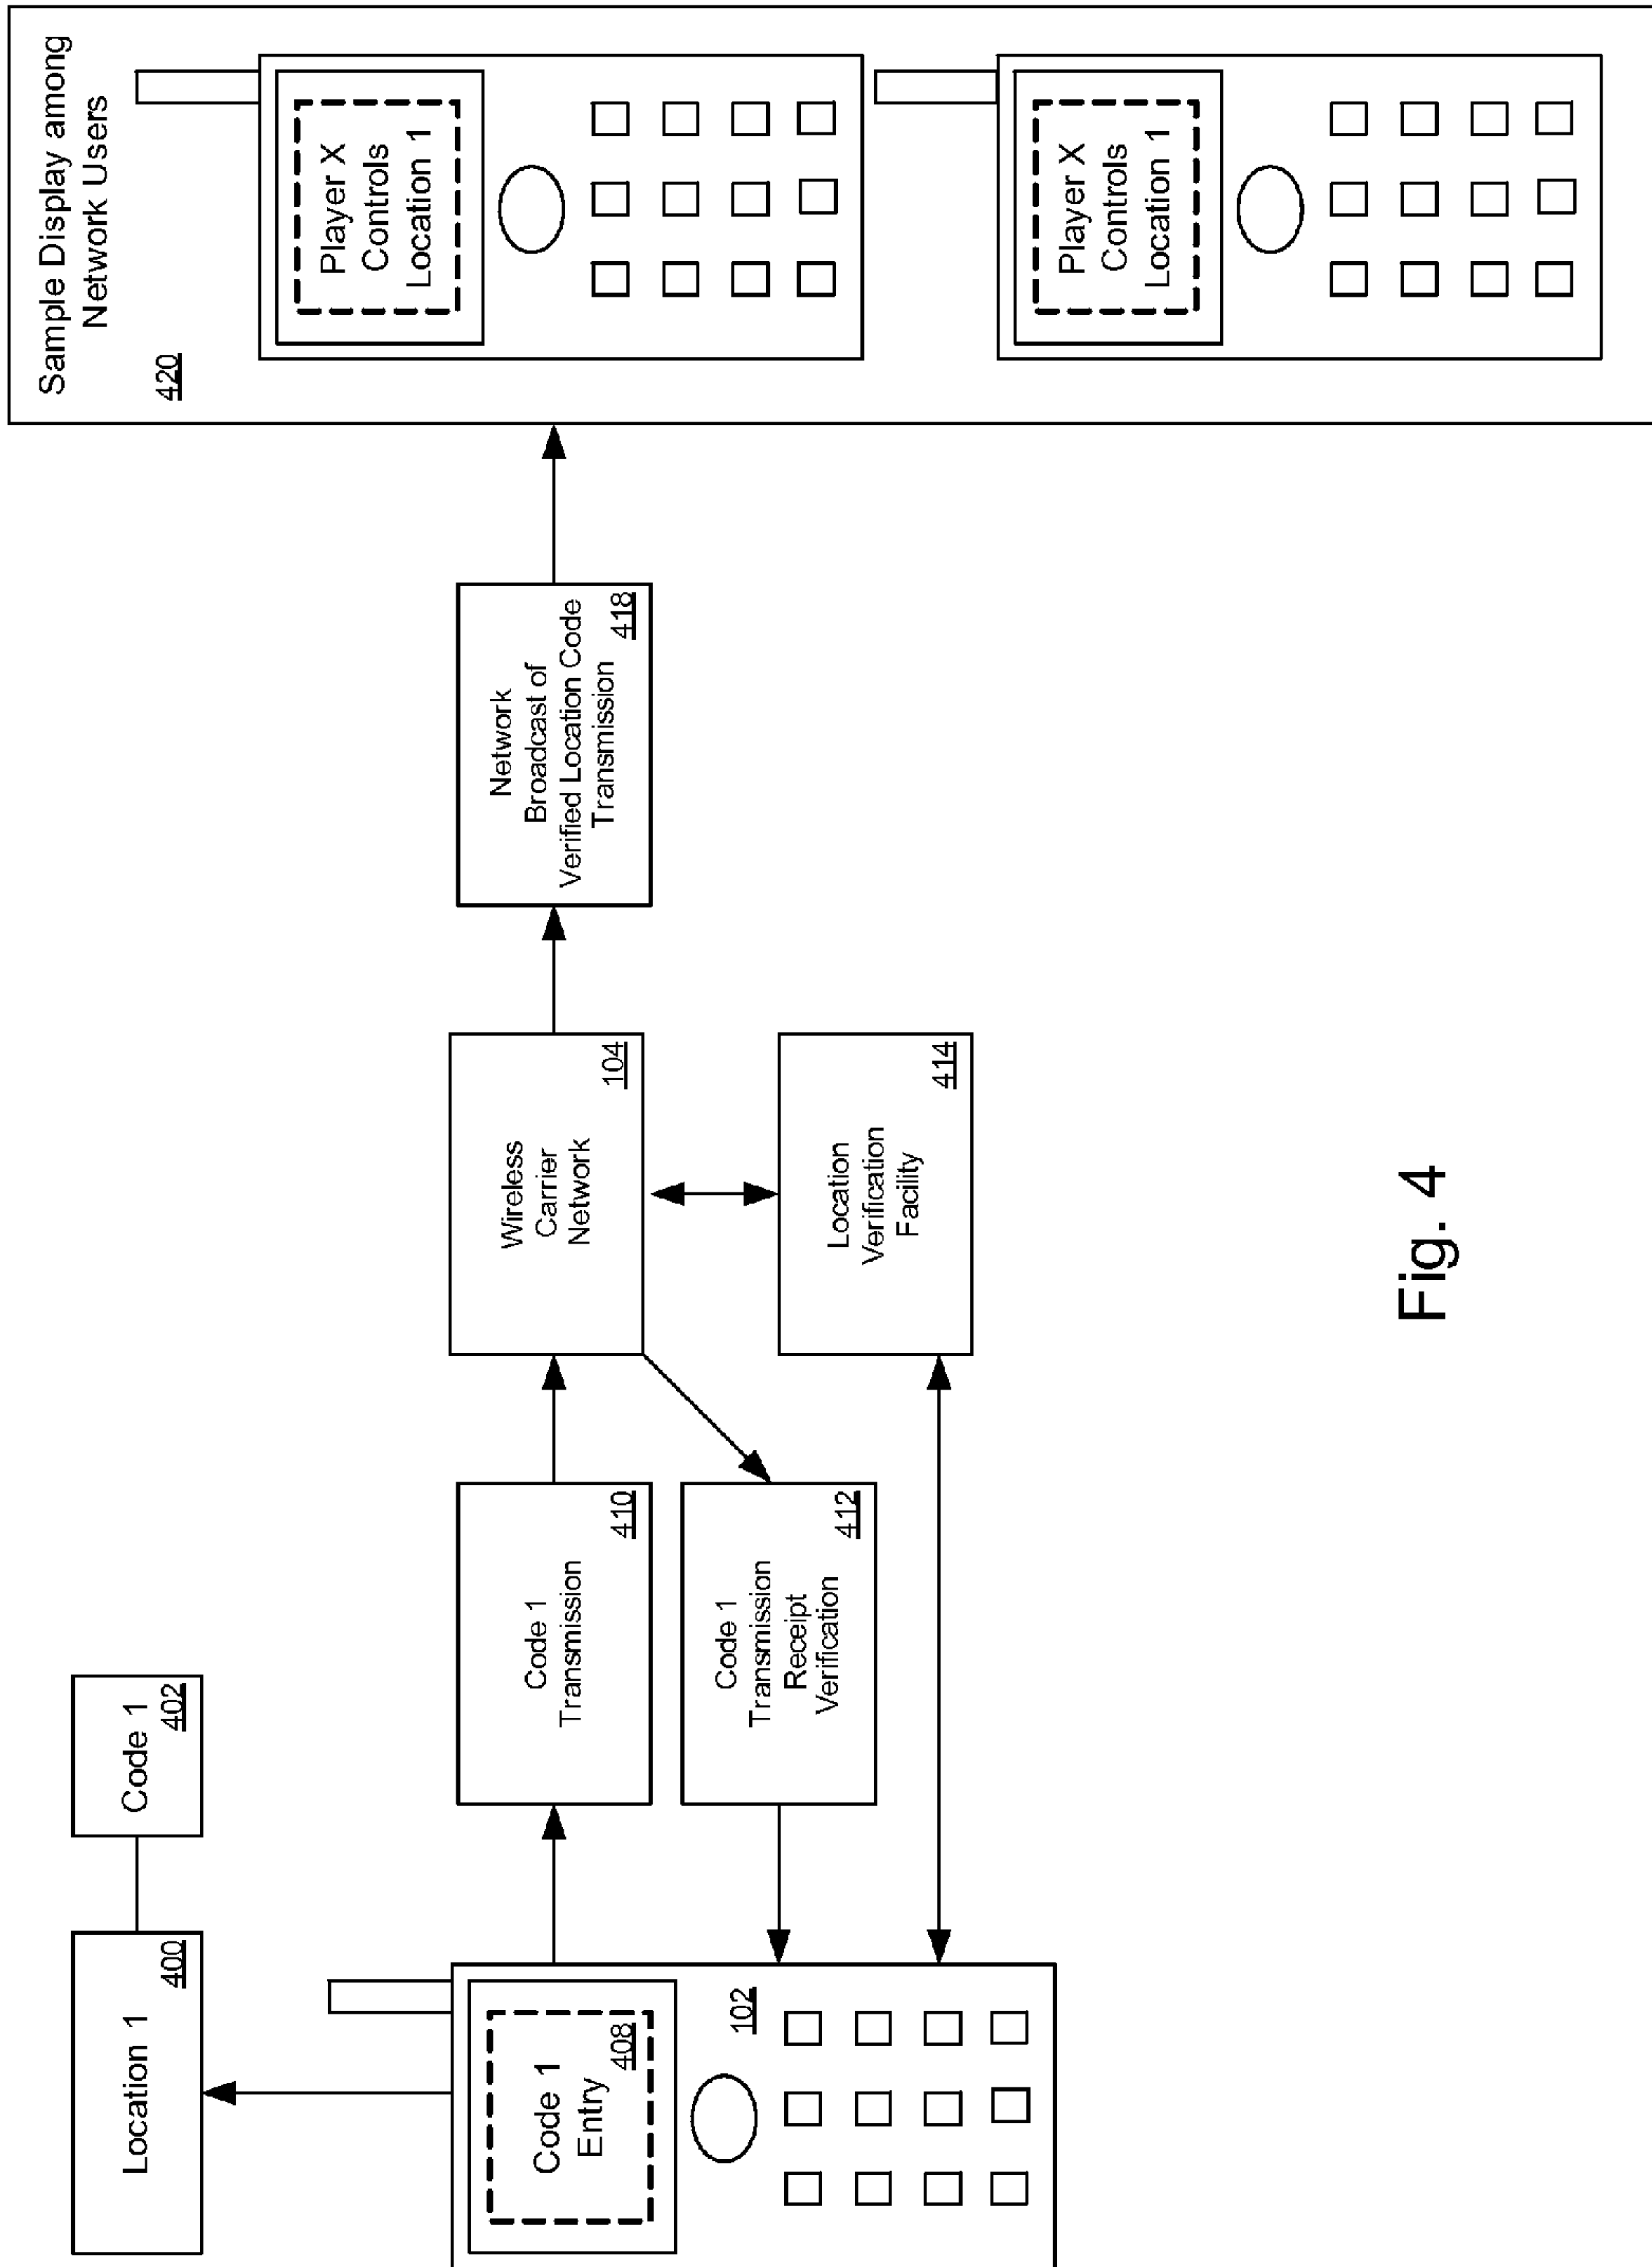 Location 1
400
Code 1
402
Code 1
Entry
408
102
Code 1
Transmission
410
Code 1
Transmission
Receipt
Verification
412
Wireless
Carrier
Network
104
Location
Verification
Facility
414
Network
Broadcast of
Verified Location Code
Transmission
418
Sample Display among
Network Users
420
Player X
Controls
Location 1
Player X
Controls
Location 1
Fig. 4